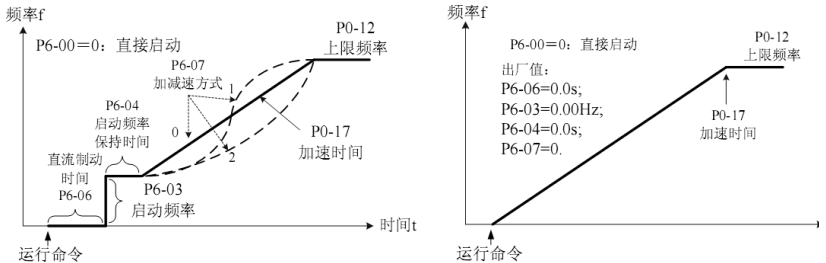 频率f
P6-00=0：直接启动
P6-07
加减速方式
1
0
2
P0-12
上限频率
P6-04
启动频率
保持时间
P0-17
加速时间
直流制动
时间
P6-06
P6-03
启动频率
时间t
运行命令
频率f
P6-00=0：直接启动
P0-12
上限频率
出厂值：
P6-06=0.0s;
P6-03=0.00Hz;
P6-04=0.0s;
P6-07=0.
P0-17
加速时间
运行命令